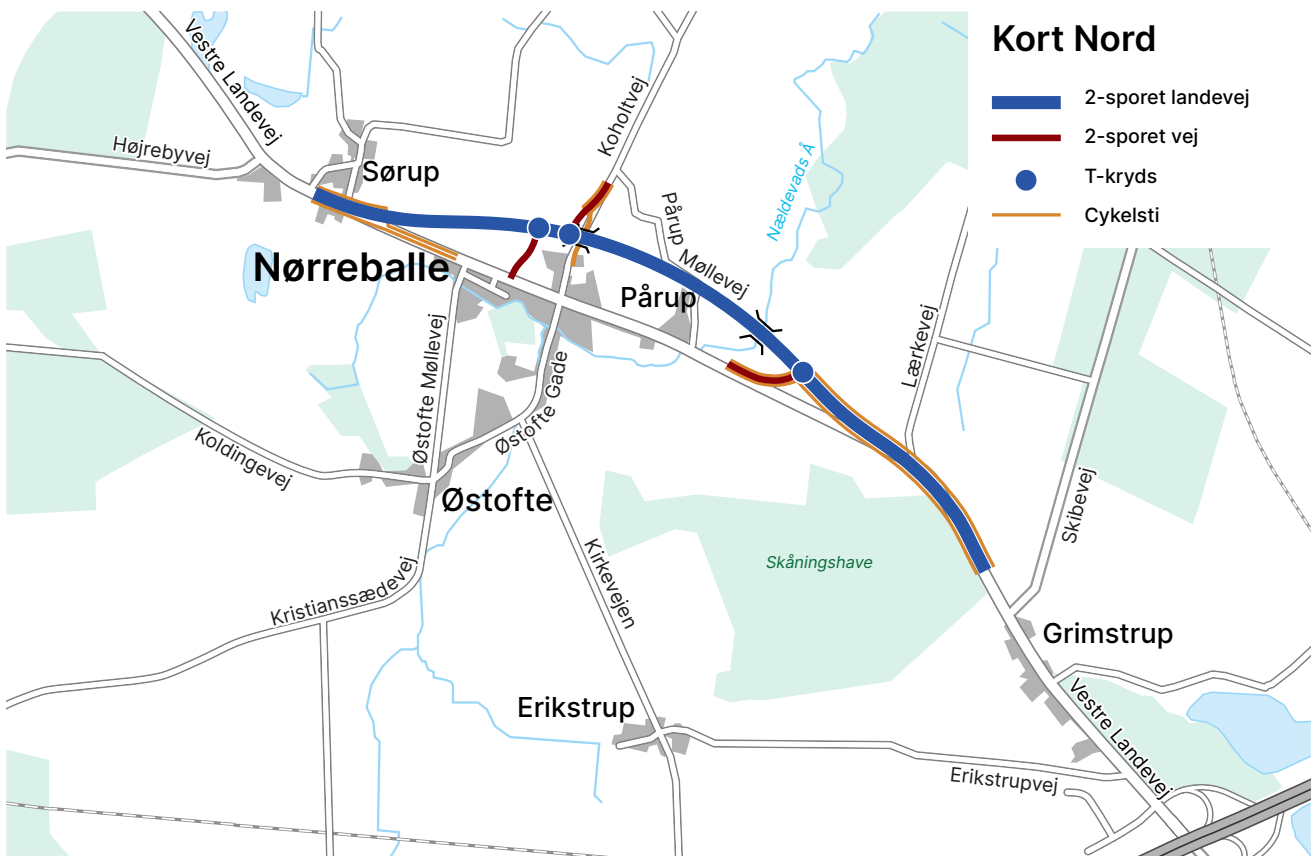 Kort Nord
2-sporet landevej
2-sporet vej
T-kryds
Cykelsti
Vestre Landevej
Højrebyvej
Sørup
Koholtvej
Nældevads Å
Pårup Møllevej
Nørreballe
Pårup
Lærkevej
Østofte Møllevej
Østofte Gade
Koldingevej
Østofte
Skibevej
Kirkevejen
Skåningshave
Kristianssædevej
Grimstrup
Erikstrup
Vestre Landevej
Erikstrupvej